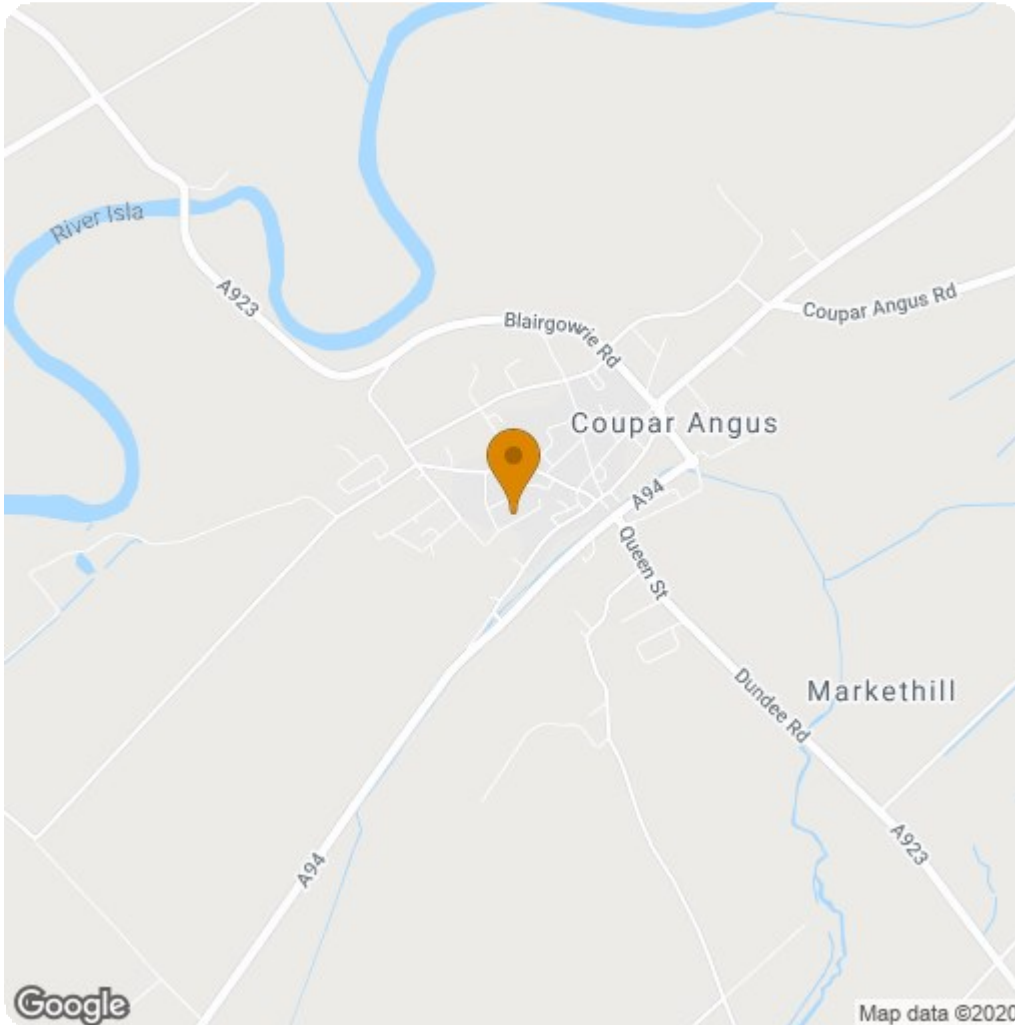 River Isla
A923
Blairgowrie Rd
Coupar Angus Rd
Coupar Angus
A94
Queen St
Markethill
Dundee Rd
A94
A923
Google
Map data ©2020